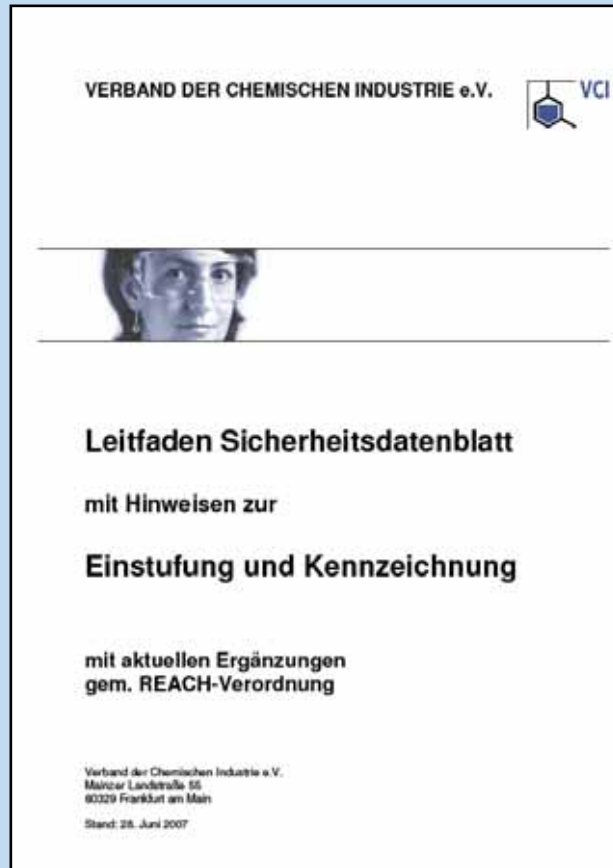 VERBAND DER CHEMISCHEN INDUSTRIE e.V.
VCI
Leitfaden Sicherheitsdatenblatt
mit Hinweisen zur
Einstufung und Kennzeichnung
mit aktuellen Ergänzungen
gem. REACH-Verordnung
Verband der Chemischen Industrie e.V.
Mainzer Landstraße 55
60329 Frankfurt am Main
Stand: 28. Juni 2007